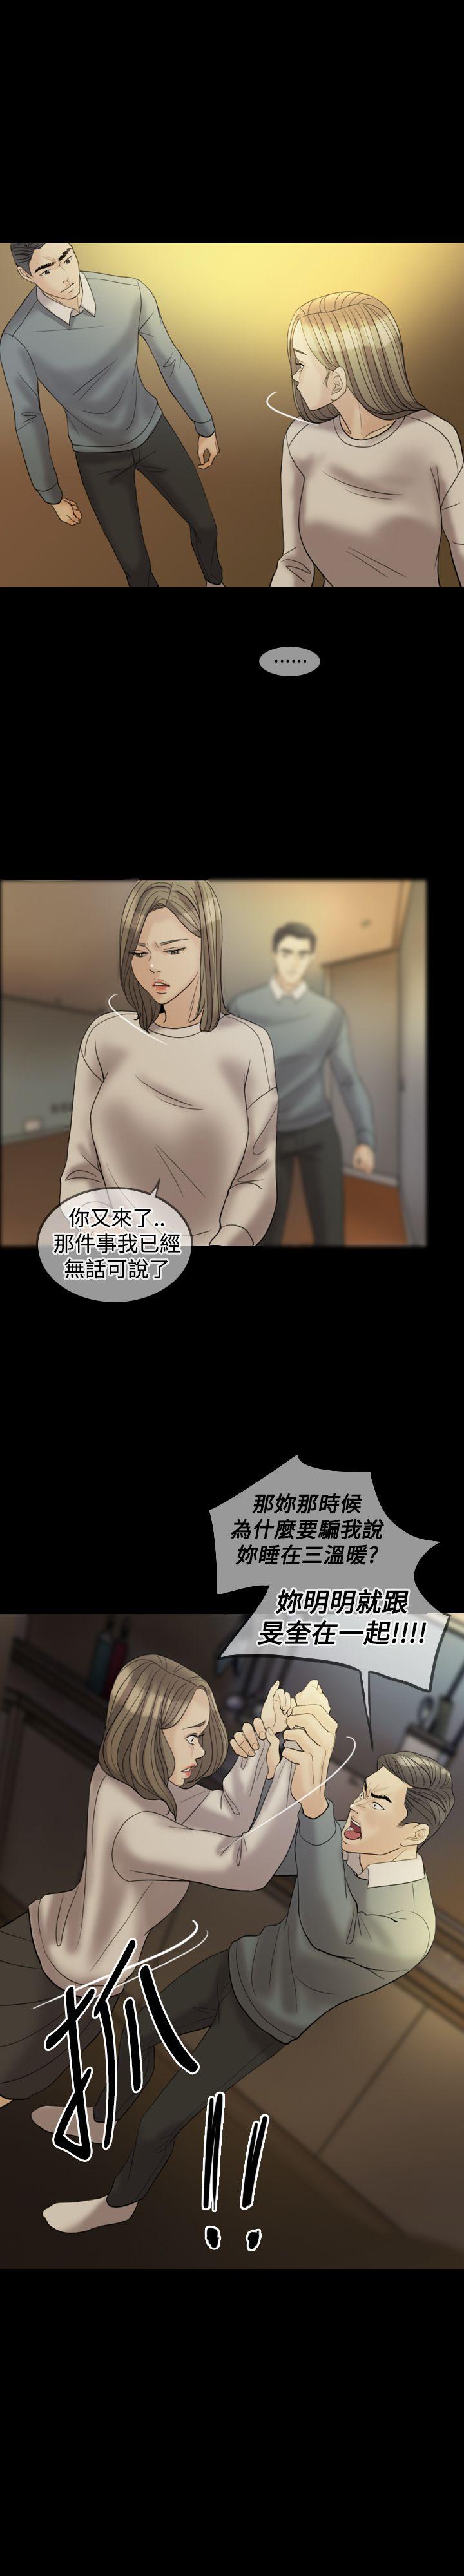 ……
你又來了..
那件事我已經
無話可說了
那妳那時候
為什麼要騙我說
妳睡在三溫暖?
妳明明就跟
旻奎在一起!!!!
抓
!!